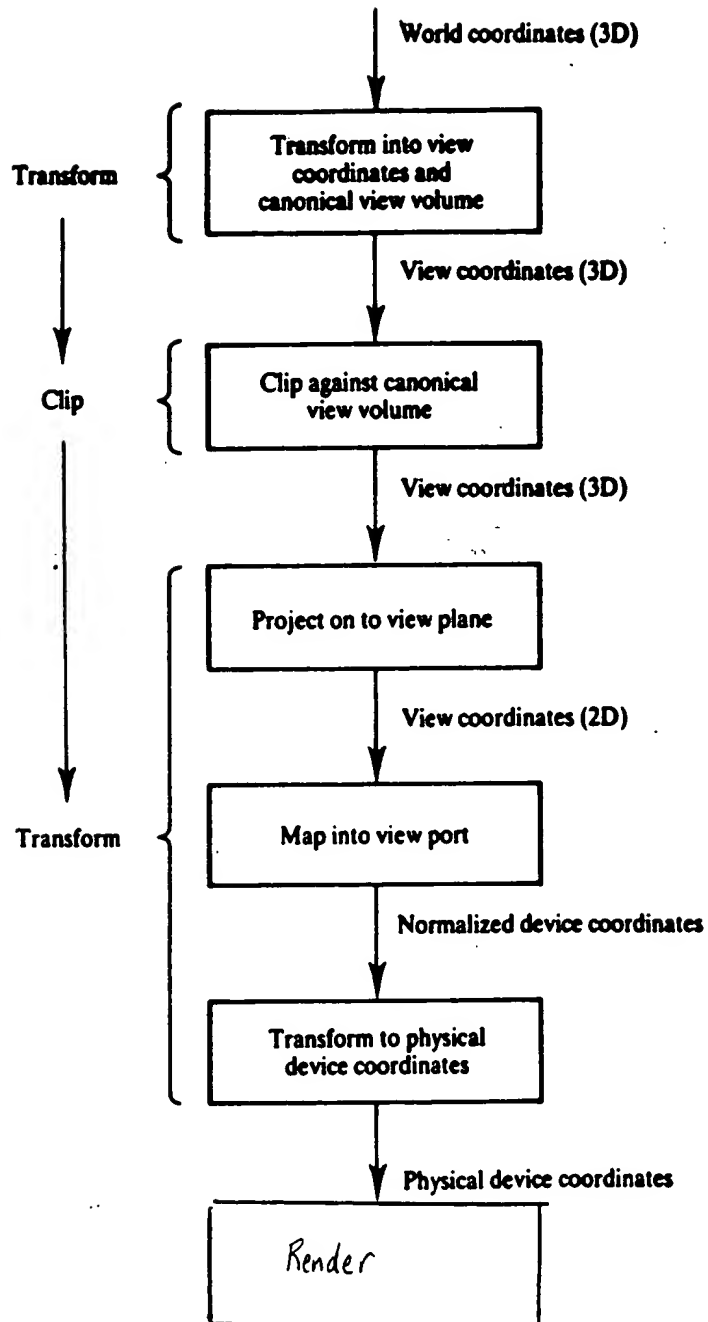 World coordinates (3D)
Transform
Transform into view
coordinates and
canonical view volume
View coordinates (3D)
Clip
Clip against canonical
view volume
View coordinates (3D)
Project on to view plane
View coordinates (2D)
Transform
Map into view port
Normalized device coordinates
Transform to physical
device coordinates
Physical device coordinates
Render